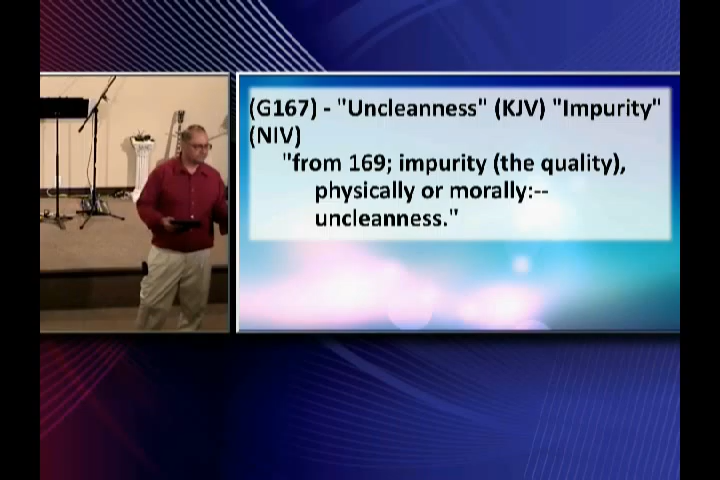 (G167) - "Uncleanness" (KJV) "Impurity"
(NIV)
"from 169; impurity (the quality),
physically or morally:--
uncleanness."